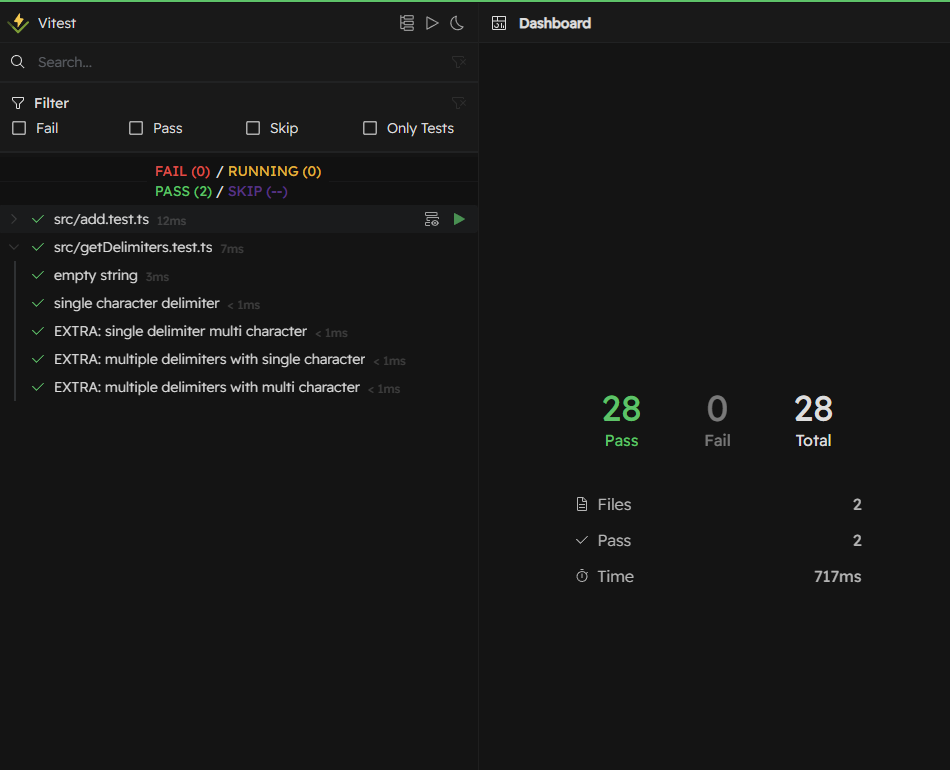 Vitest
Dashboard
Search...
Filter
Fail Pass Skip Only Tests
FAIL (0) / RUNNING (0)
PASS (2) / SKIP (--)
src/add.test.ts 12ms
src/getDelimiters.test.ts 7ms
empty string 3ms
single character delimiter < 1ms
EXTRA: single delimiter multi character < 1ms
EXTRA: multiple delimiters with single character < 1ms
EXTRA: multiple delimiters with multi character < 1ms
28 0 28
Pass Fail Total
Files 2
Pass 2
Time 717ms